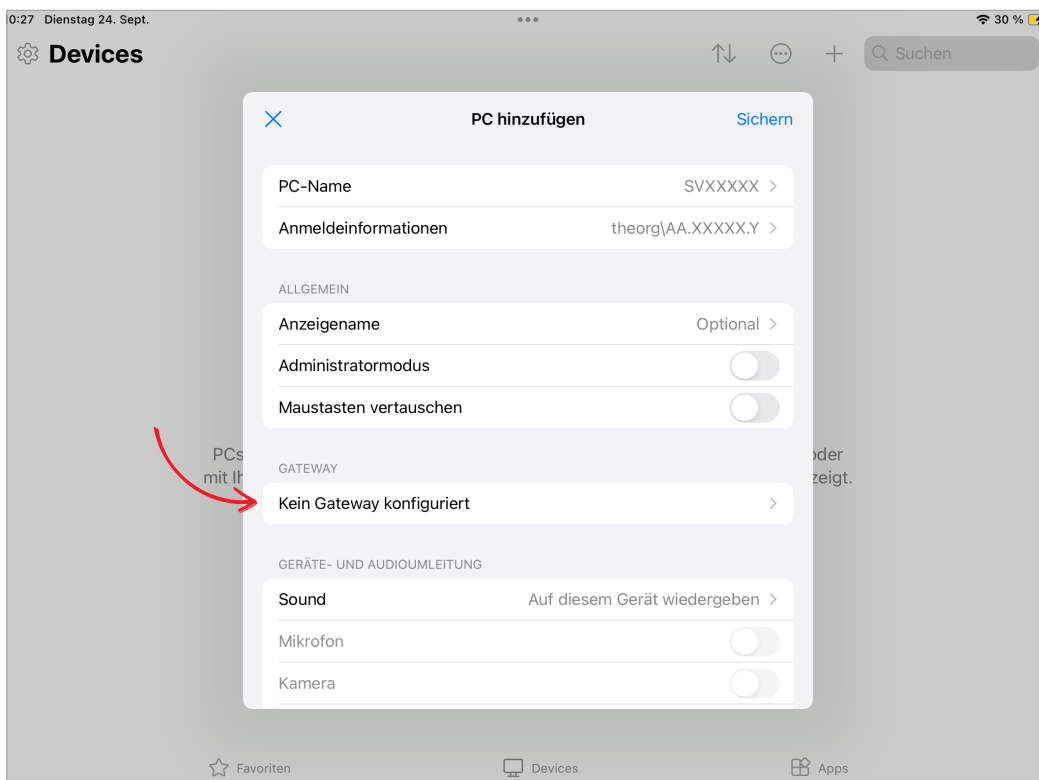 0:27 Dienstag 24. Sept.
30 %
Devices
Suchen
PC hinzufügen
Sichern
PC-Name
SVXXXXX
Anmeldeinformationen
theorg\AA.XXXXX.Y
ALLGEMEIN
Anzeigename
Optional
Administratormodus
Maustasten vertauschen
PCs
oder
mit
zeigt.
GATEWAY
Kein Gateway konfiguriert
GERÄTE- UND AUDIOUMLEITUNG
Sound
Auf diesem Gerät wiedergeben
Mikrofon
Kamera
Favoriten
Devices
Apps